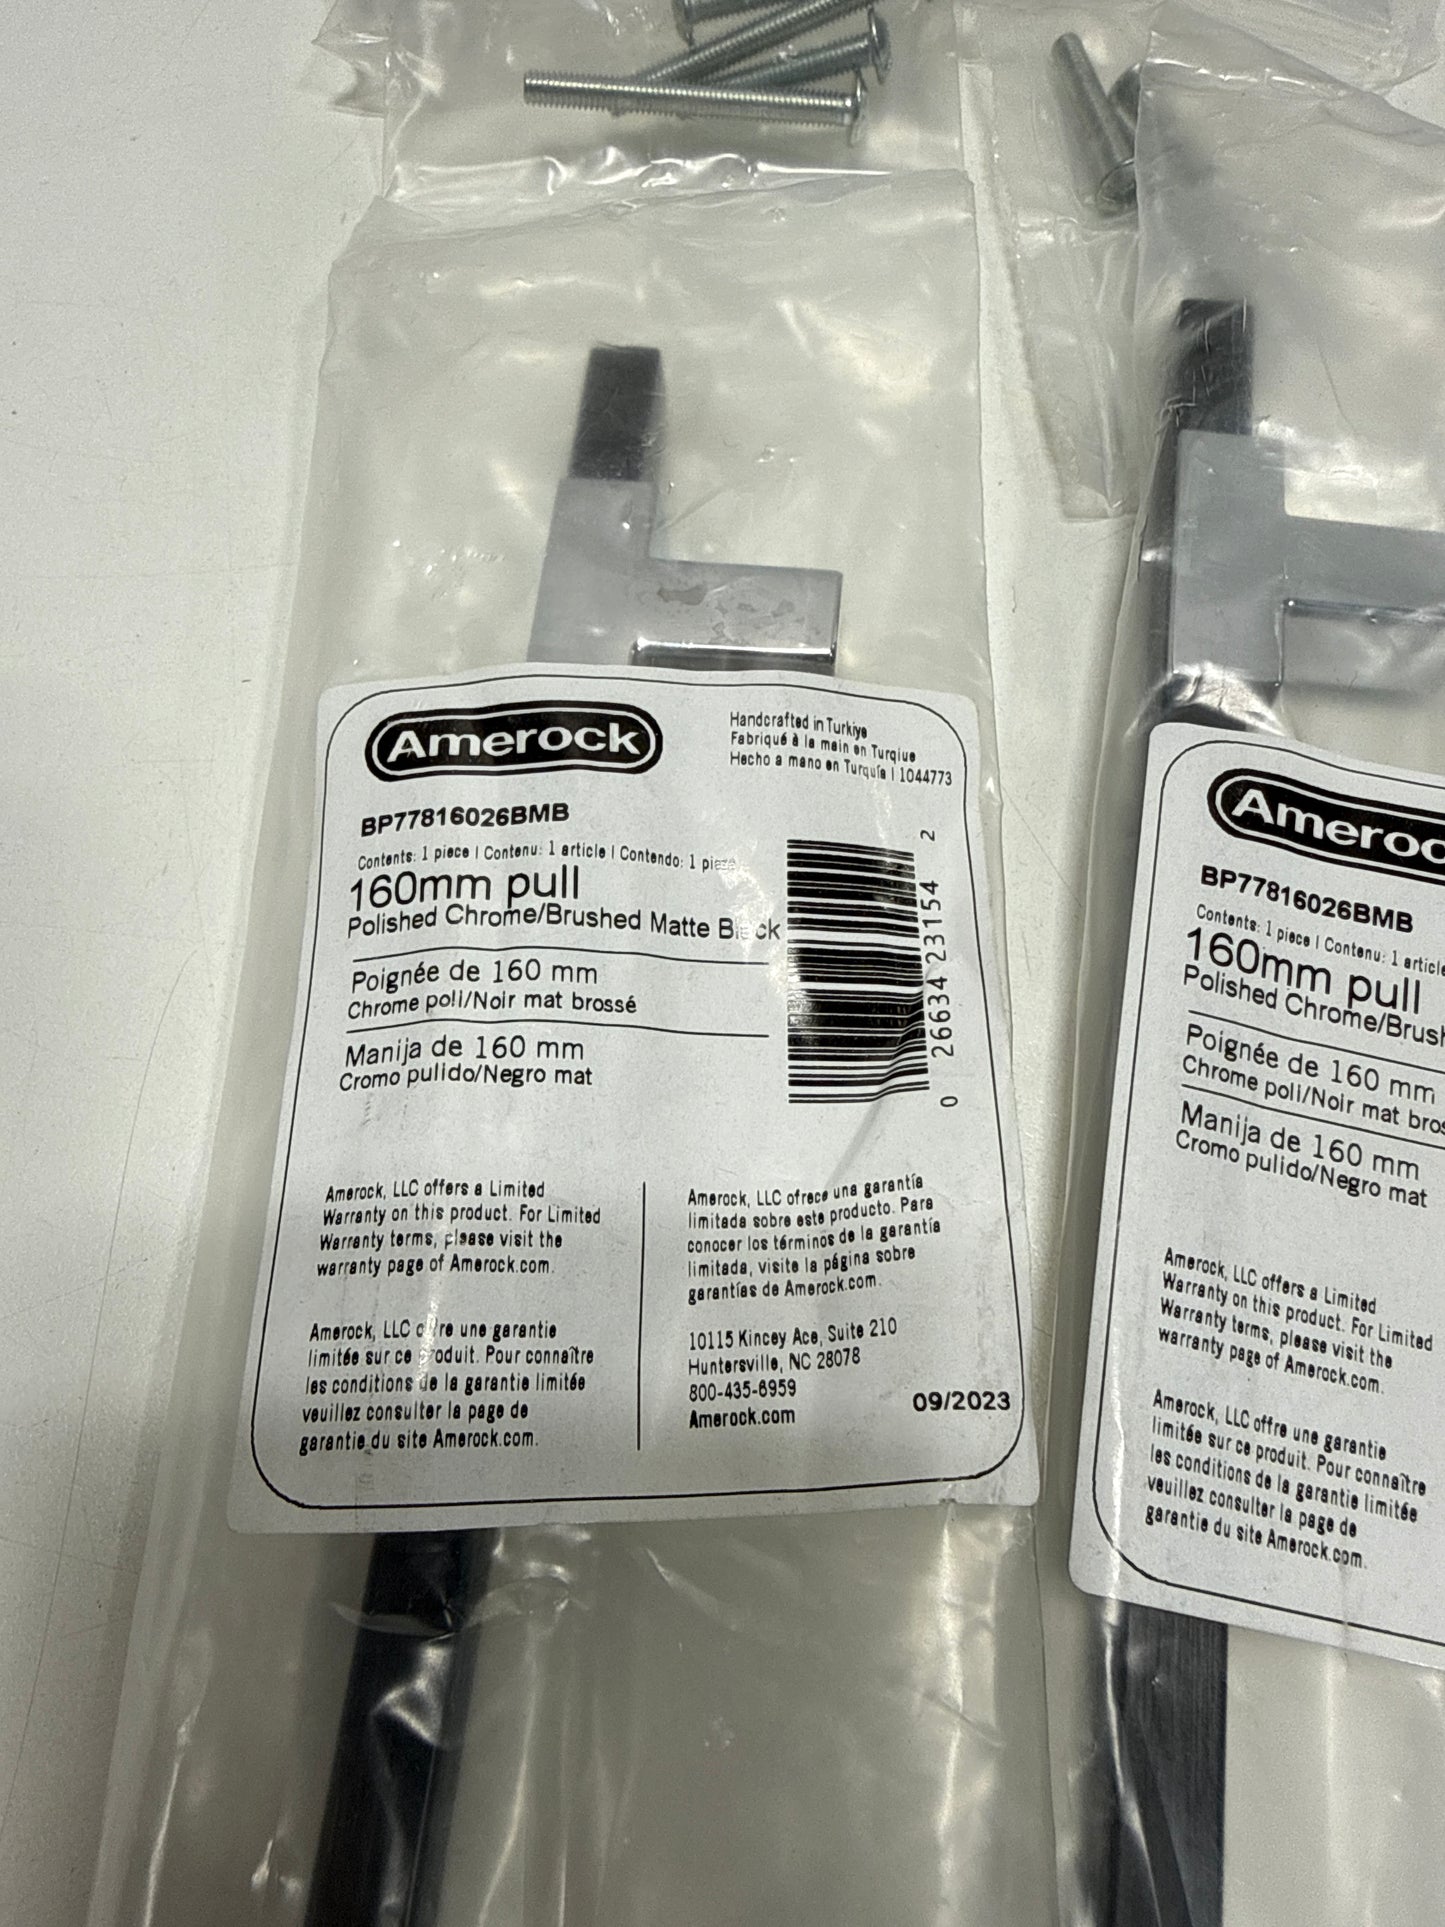 Amerock
Handcrafted in Turkiye
Fabriqué à la main en Turqiue
Hecho a mano en Turquía | 1044773
BP77816026BMB
Contents: 1 piece | Contenu: 1 article | Contendo: 1 pieza
160mm pull
Polished Chrome/Brushed Matte Black
Poignée de 160 mm
Chrome poli/Noir mat brossé
Manija de 160 mm
Cromo pulido/Negro mat
0 26634 23154 2
Amerock, LLC offers a Limited
Warranty on this product. For Limited
Warranty terms, please visit the
warranty page of Amerock.com.
Amerock, LLC offre une garantie
limitée sur ce produit. Pour connaître
les conditions de la garantie limitée
veuillez consulter la page de
garantie du site Amerock.com.
Amerock, LLC ofrece una garantía
limitada sobre este producto. Para
conocer los términos de la garantía
limitada, visite la página sobre
garantías de Amerock.com.
10115 Kincey Ace, Suite 210
Huntersville, NC 28078
800-435-6959
Amerock.com
09/2023
Ameroc
BP77816026BMB
Contents: 1 piece | Contenu: 1 article
160mm pull
Polished Chrome/Brush
Poignée de 160 mm
Chrome poli/Noir mat bros
Manija de 160 mm
Cromo pulido/Negro mat
Amerock, LLC offers a Limited
Warranty on this product. For Limited
Warranty terms, please visit the
warranty page of Amerock.com.
Amerock, LLC offre une garantie
limitée sur ce produit. Pour connaître
les conditions de la garantie limitée
veuillez consulter la page de
garantie du site Amerock.com.